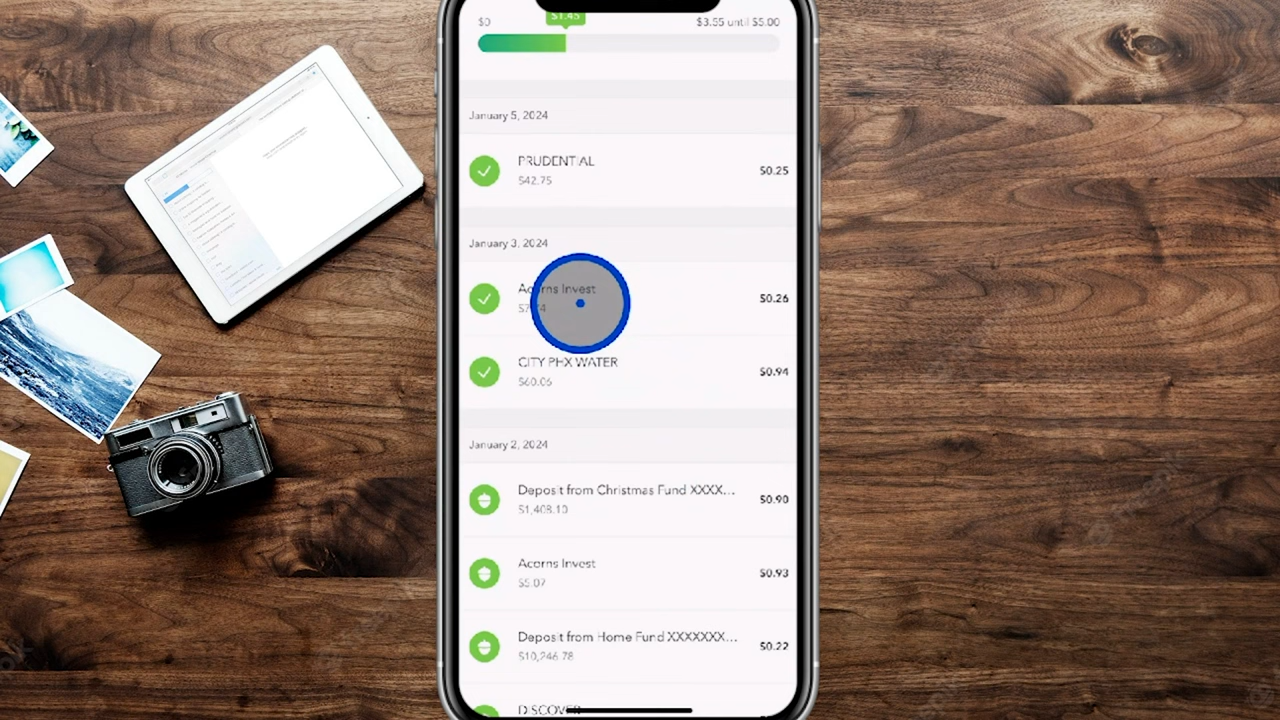 $0
$1.45
$3.55 until $5.00
January 5, 2024
PRUDENTIAL
$0.25
$42.75
January 3, 2024
Acorns Invest
$0.26
$7.74
CITY PHX WATER
$0.94
$60.06
January 2, 2024
Deposit from Christmas Fund XXXX...
$0.90
$1,408.10
Acorns Invest
$0.93
$5.07
Deposit from Home Fund XXXXXXX...
$0.22
$10,246.78
DISCOVER